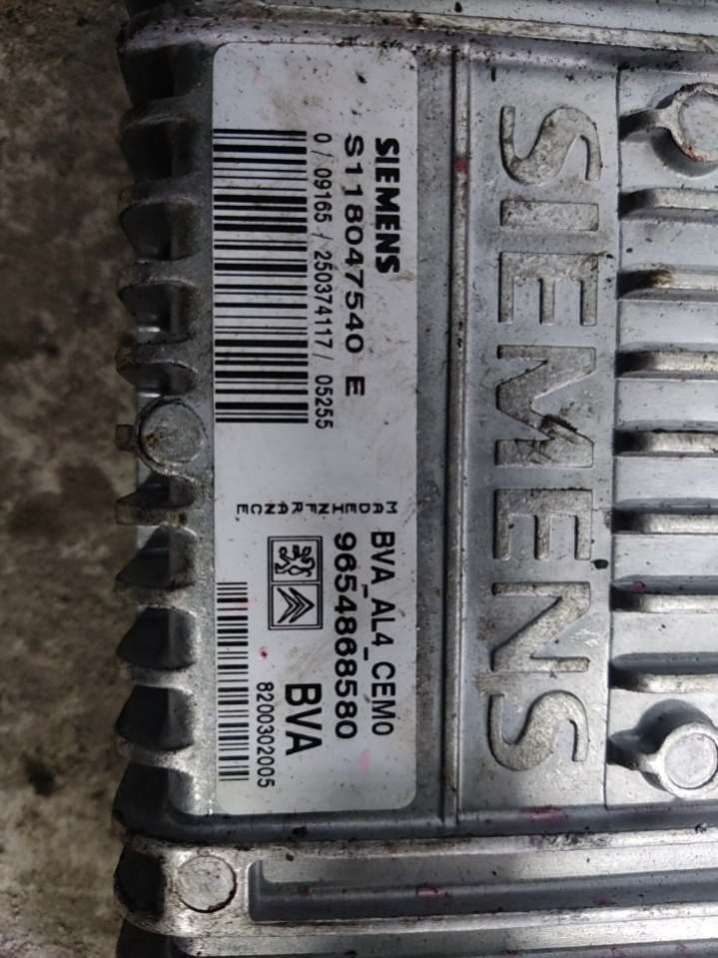 SIEMENS
SIEMENS
S118047540 E
0 / 09165 / 250374117 / 05255
MADE IN FRANCE
BVA_AL4_CEM0
9654868580
BVA
8200302005